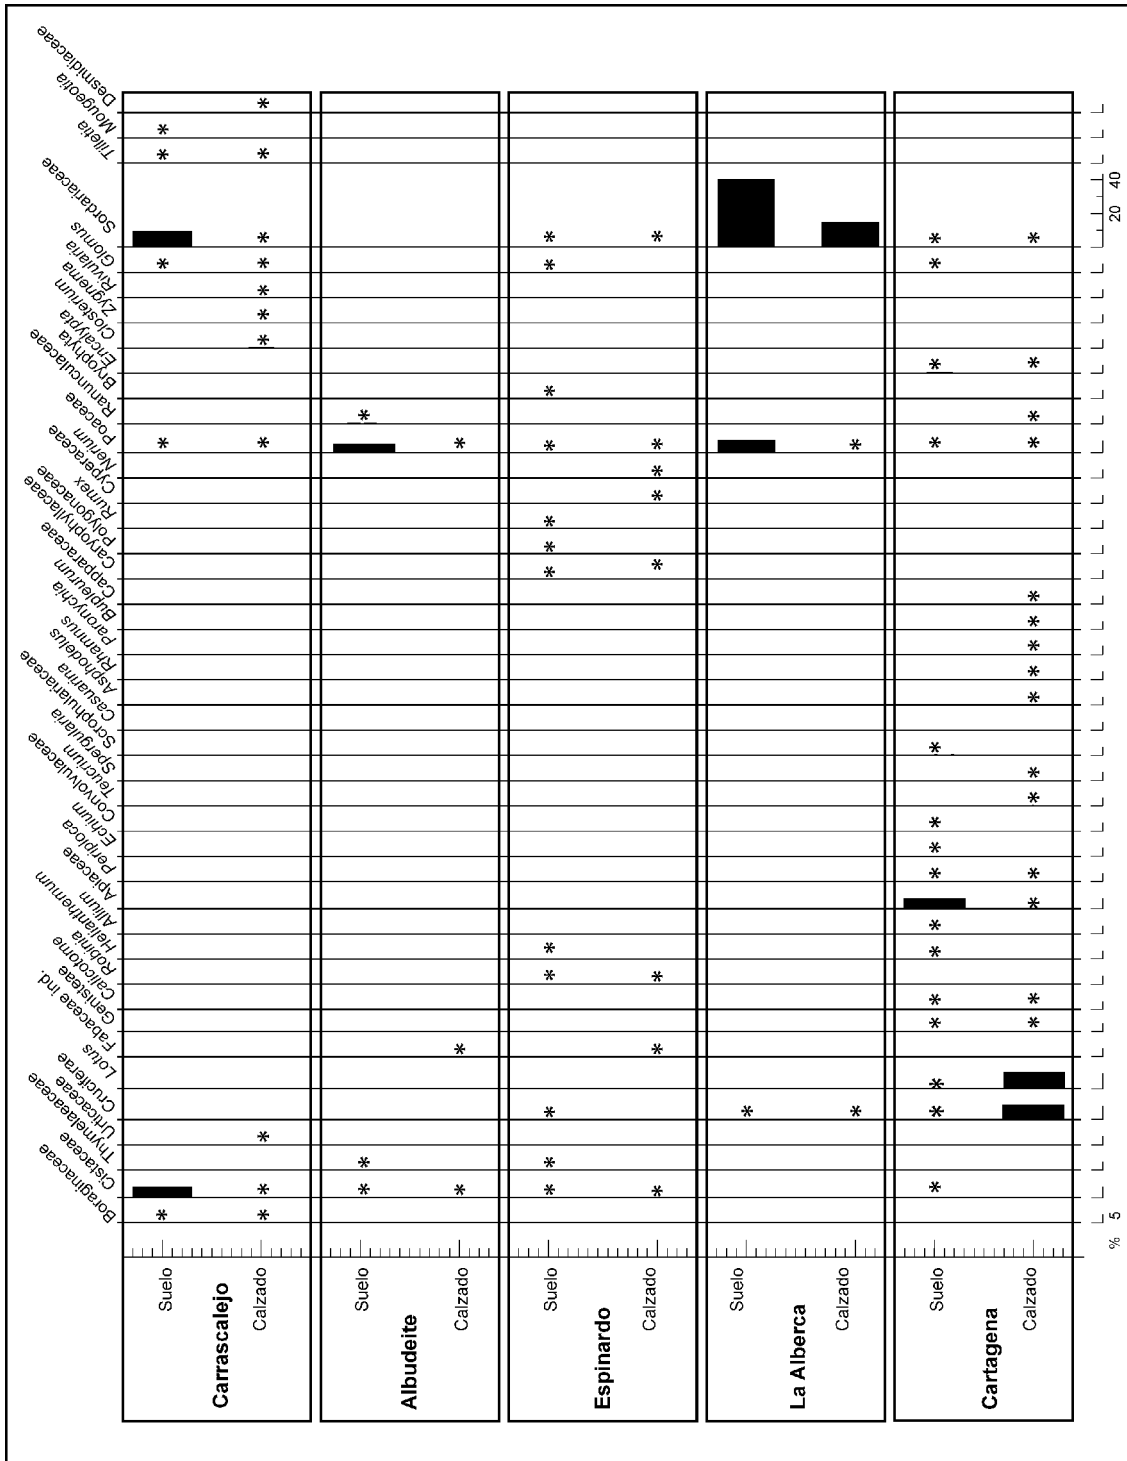 Boraginaceae
Cistaceae
Thymelaeaceae
Urticaceae
Cruciferae
Lotus
Fabaceae ind.
Genisteae
Calicotome
Robinia
Helianthemum
Allium
Apiaceae
Periploca
Echium
Convolvulaceae
Teucrium
Spergularia
Scrophulariaceae
Casuarina
Asphodelus
Rhamnus
Paronychia
Bupleurum
Capparaceae
Caryophyllaceae
Polygonaceae
Rumex
Cyperaceae
Nerium
Poaceae
Ranunculaceae
Bryophyta
Encalypta
Closterium
Zygnema
Rivularia
Glomus
Sordariaceae
Tilletia
Mougeotia
Desmidiaceae
Suelo
Carrascalejo
Calzado
Suelo
Albudeite
Calzado
Suelo
Espinardo
Calzado
Suelo
La Alberca
Calzado
Suelo
Cartagena
Calzado
% 5 20 40